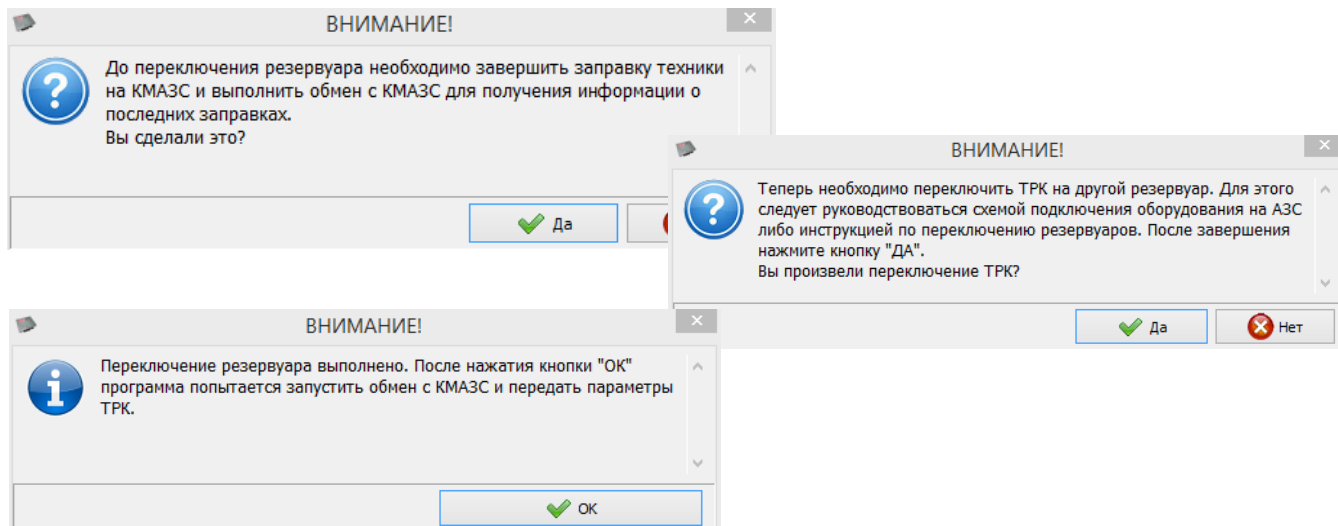 ВНИМАНИЕ!
До переключения резервуара необходимо завершить заправку техники
на КМАЗС и выполнить обмен с КМАЗС для получения информации о
последних заправках.
Вы сделали это?
Да
ВНИМАНИЕ!
Теперь необходимо переключить ТРК на другой резервуар. Для этого
следует руководствоваться схемой подключения оборудования на АЗС
либо инструкцией по переключению резервуаров. После завершения
нажмите кнопку "ДА".
Вы произвели переключение ТРК?
Да
Нет
ВНИМАНИЕ!
Переключение резервуара выполнено. После нажатия кнопки "ОК"
программа попытается запустить обмен с КМАЗС и передать параметры
ТРК.
ОК